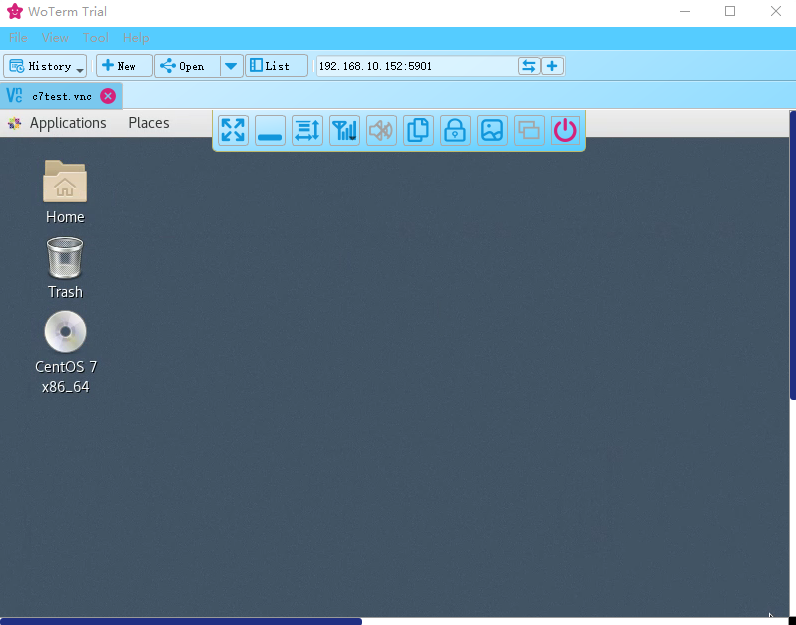 WoTerm Trial
File View Tool Help
History New Open List 192.168.10.152:5901
VNC c7test.vnc
Applications Places
Home
Trash
CentOS 7
x86_64